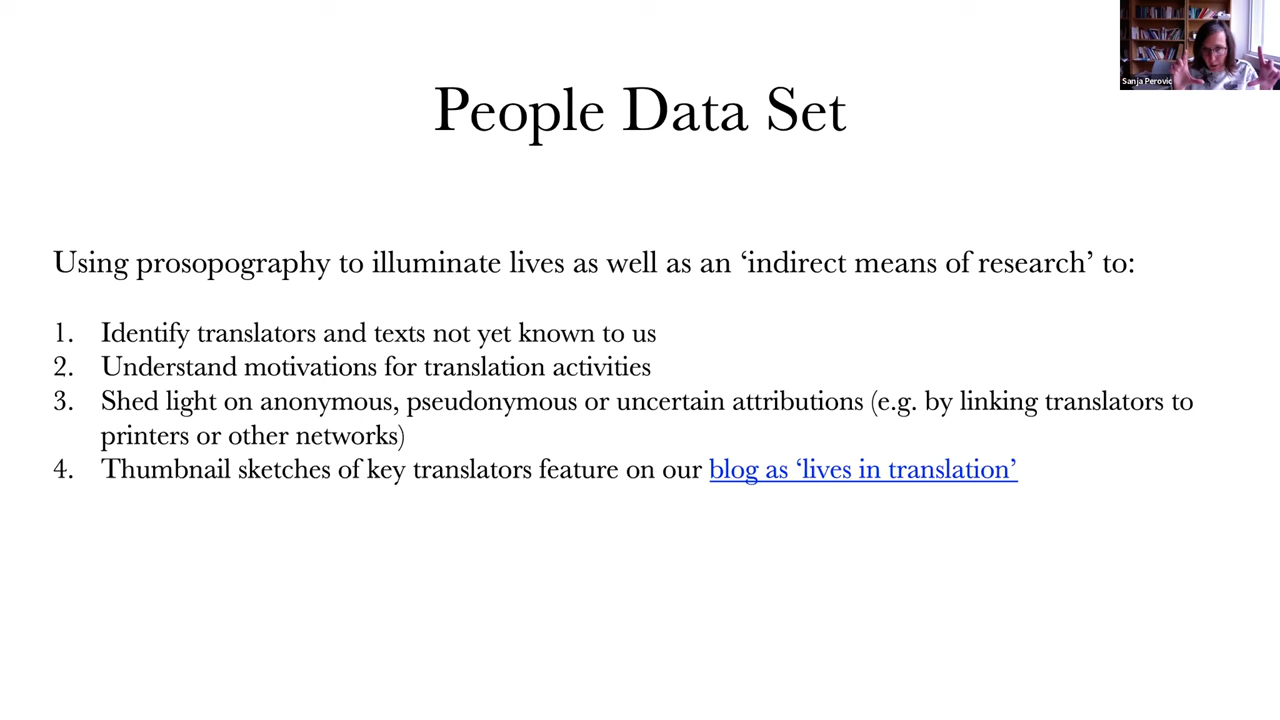 Sanja Perovic
People Data Set
Using prosopography to illuminate lives as well as an ‘indirect means of research’ to:
1. Identify translators and texts not yet known to us
2. Understand motivations for translation activities
3. Shed light on anonymous, pseudonymous or uncertain attributions (e.g. by linking translators to
printers or other networks)
4. Thumbnail sketches of key translators feature on our blog as ‘lives in translation’